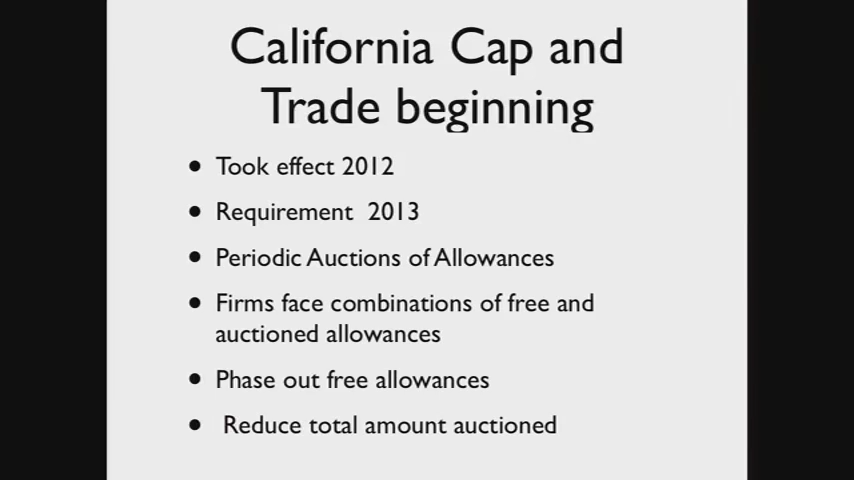 California Cap and
Trade beginning
• Took effect 2012
• Requirement 2013
• Periodic Auctions of Allowances
• Firms face combinations of free and
auctioned allowances
• Phase out free allowances
• Reduce total amount auctioned